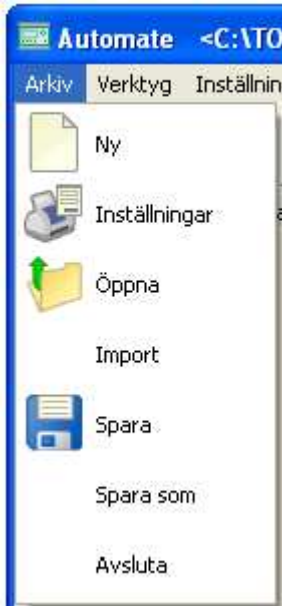 Automate <C:\TO
Arkiv Verktyg Inställnin
Ny
Inställningar
Öppna
Import
Spara
Spara som
Avsluta